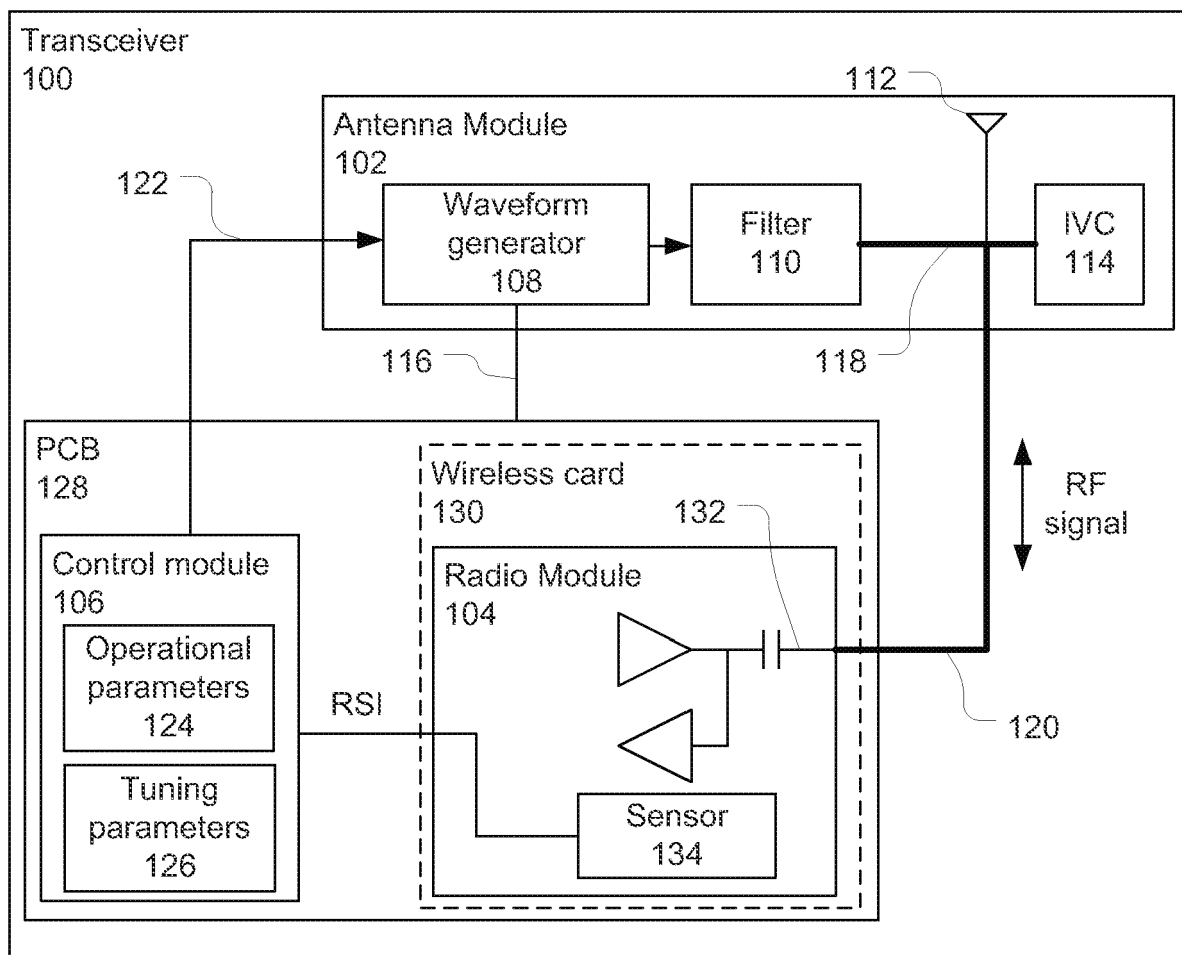 Transceiver
100
112
Antenna Module
102
122
Waveform
generator
108
Filter
110
IVC
114
116
118
PCB
128
Wireless card
130
132
RF
signal
Control module
106
Radio Module
104
Operational
parameters
124
RSI
120
Tuning
parameters
126
Sensor
134